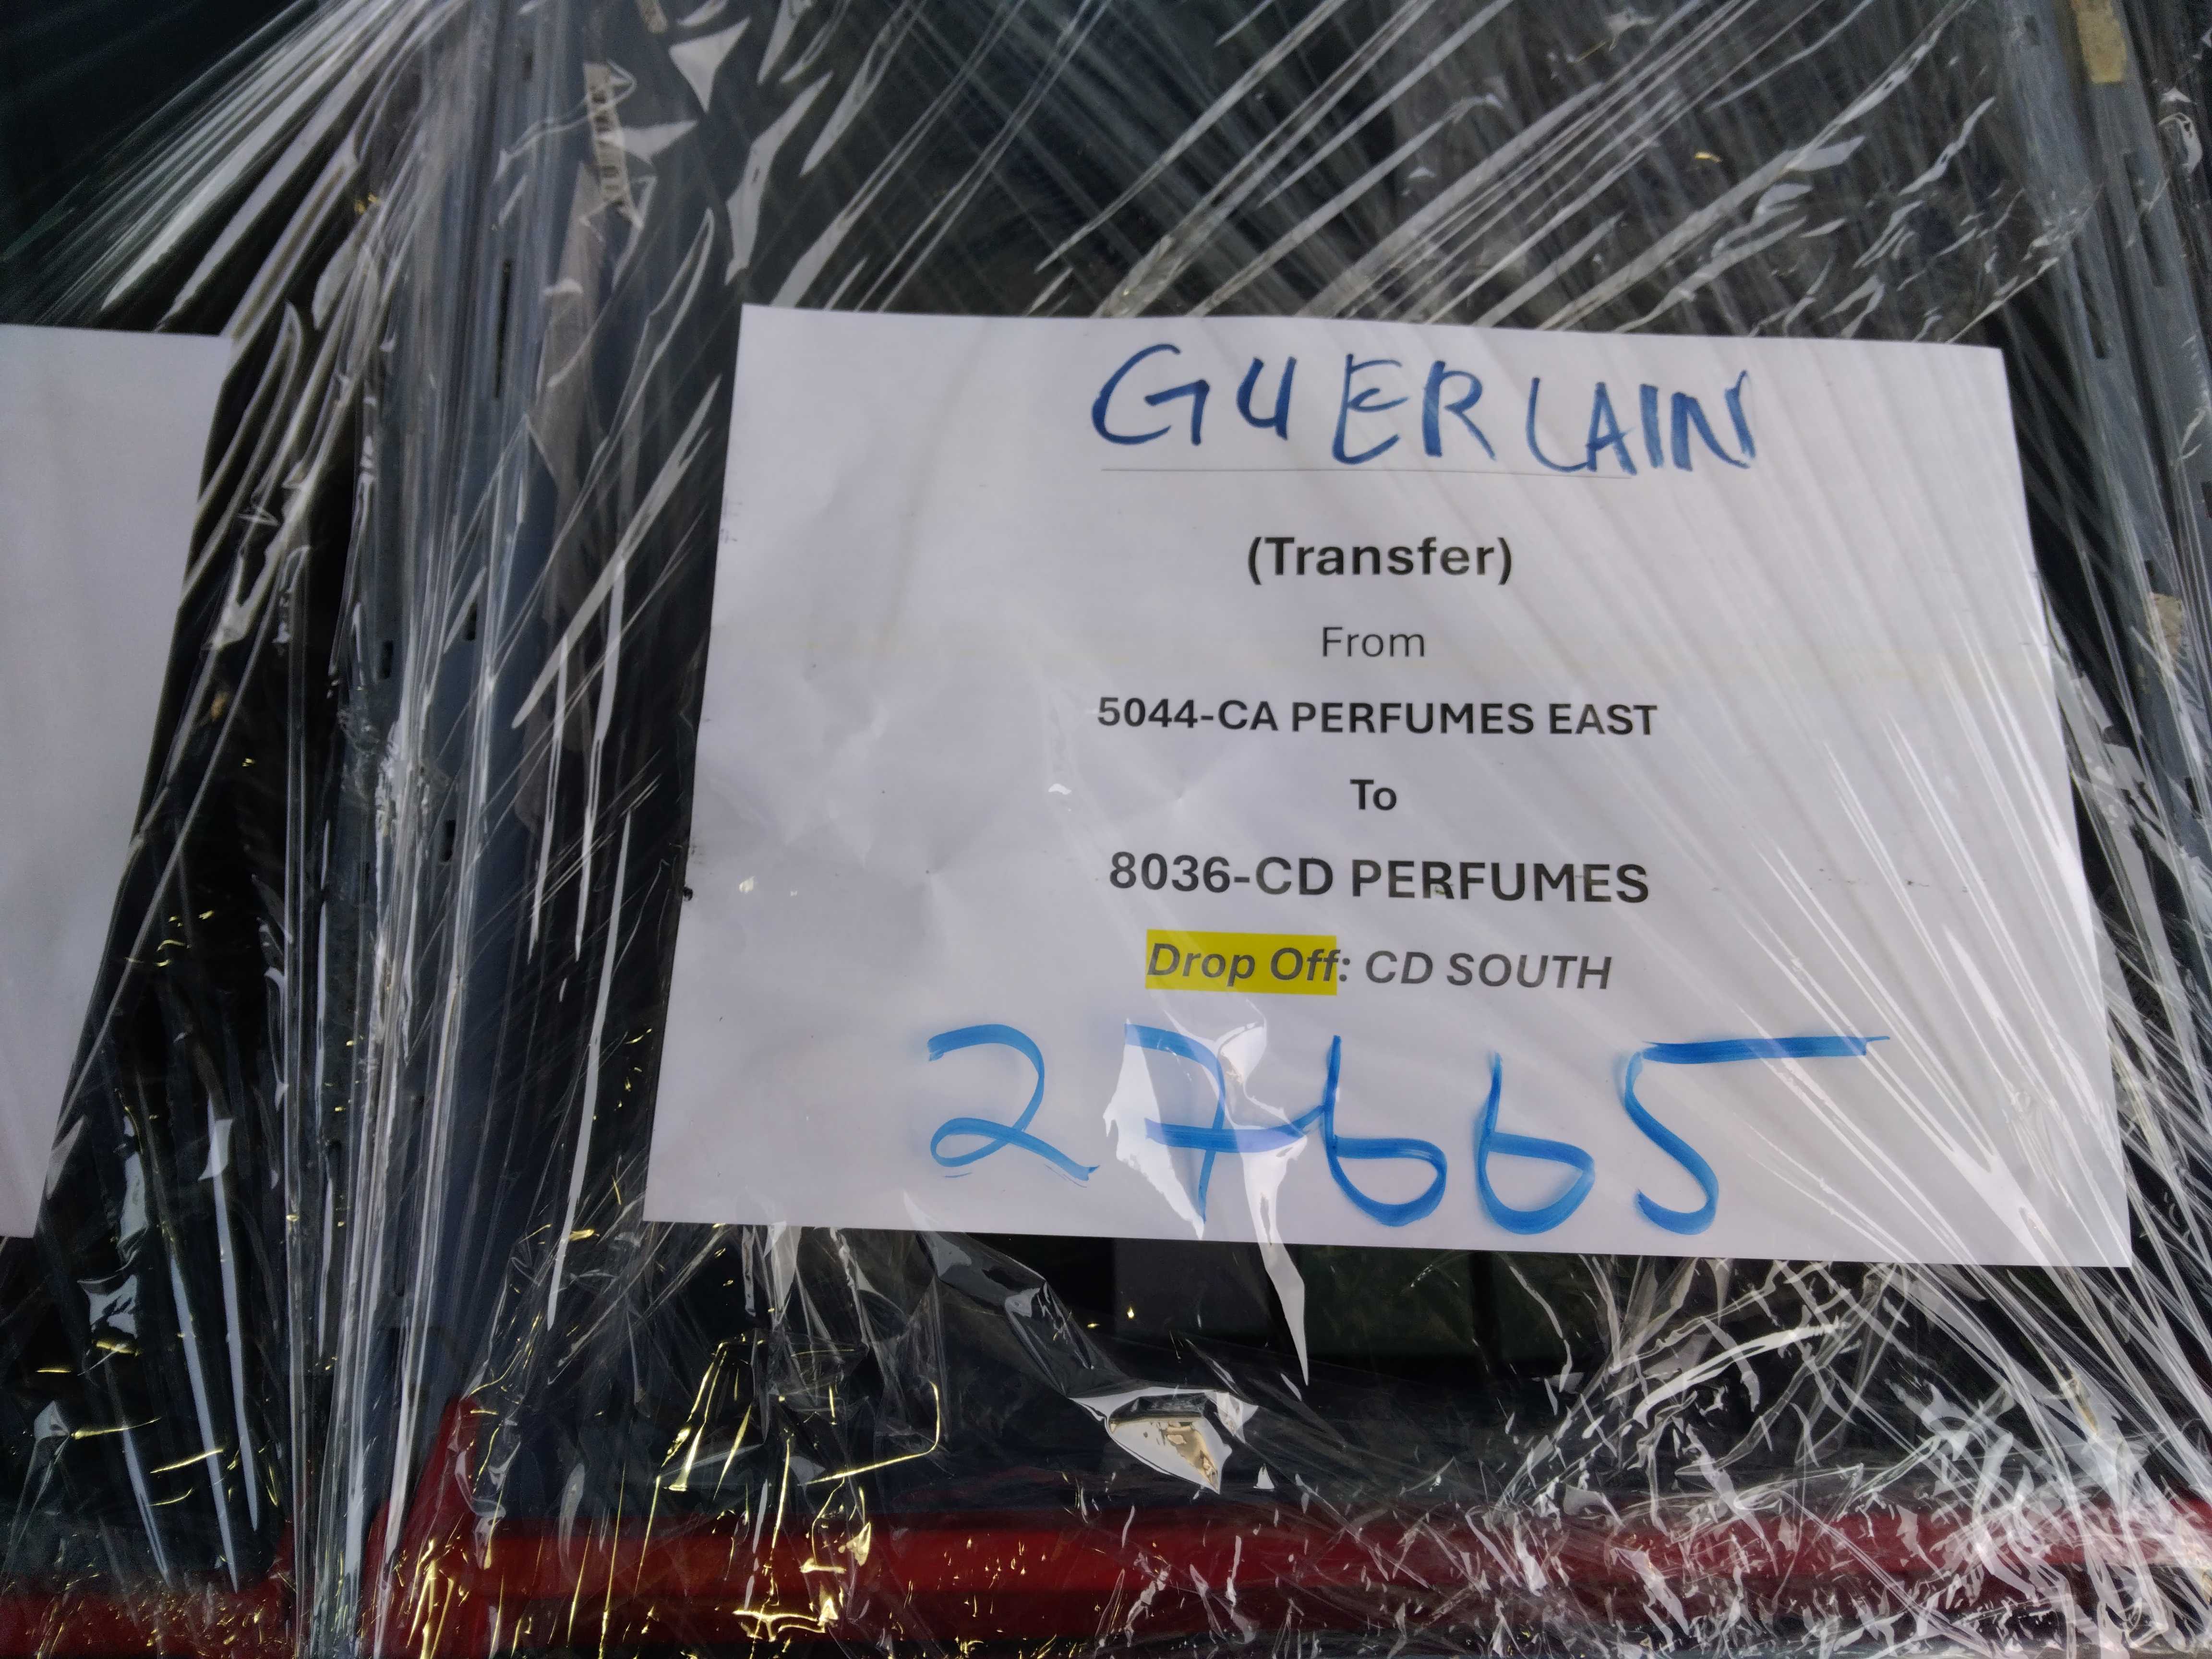 GUERLAIN
(Transfer)
From
5044-CA PERFUMES EAST
To
8036-CD PERFUMES
Drop Off: CD SOUTH
27665